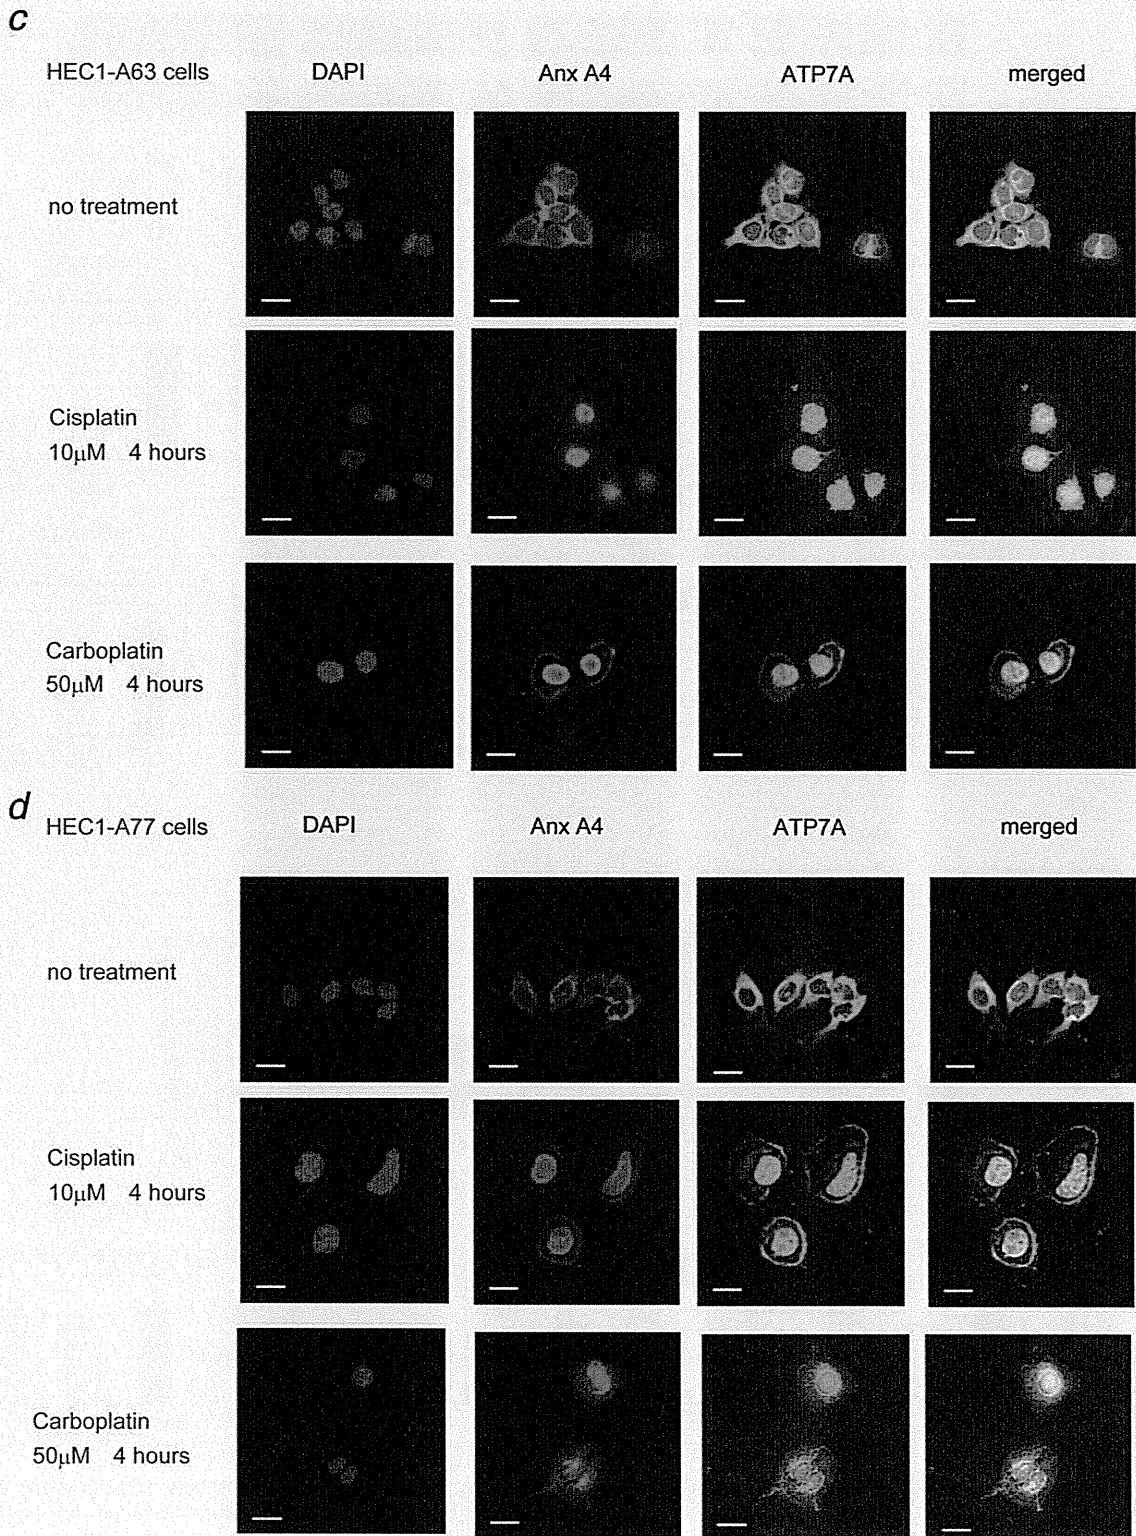 c
HEC1-A63 cells DAPI Anx A4 ATP7A merged
no treatment
Cisplatin
10μM 4 hours
Carboplatin
50μM 4 hours
d
HEC1-A77 cells DAPI Anx A4 ATP7A merged
no treatment
Cisplatin
10μM 4 hours
Carboplatin
50μM 4 hours